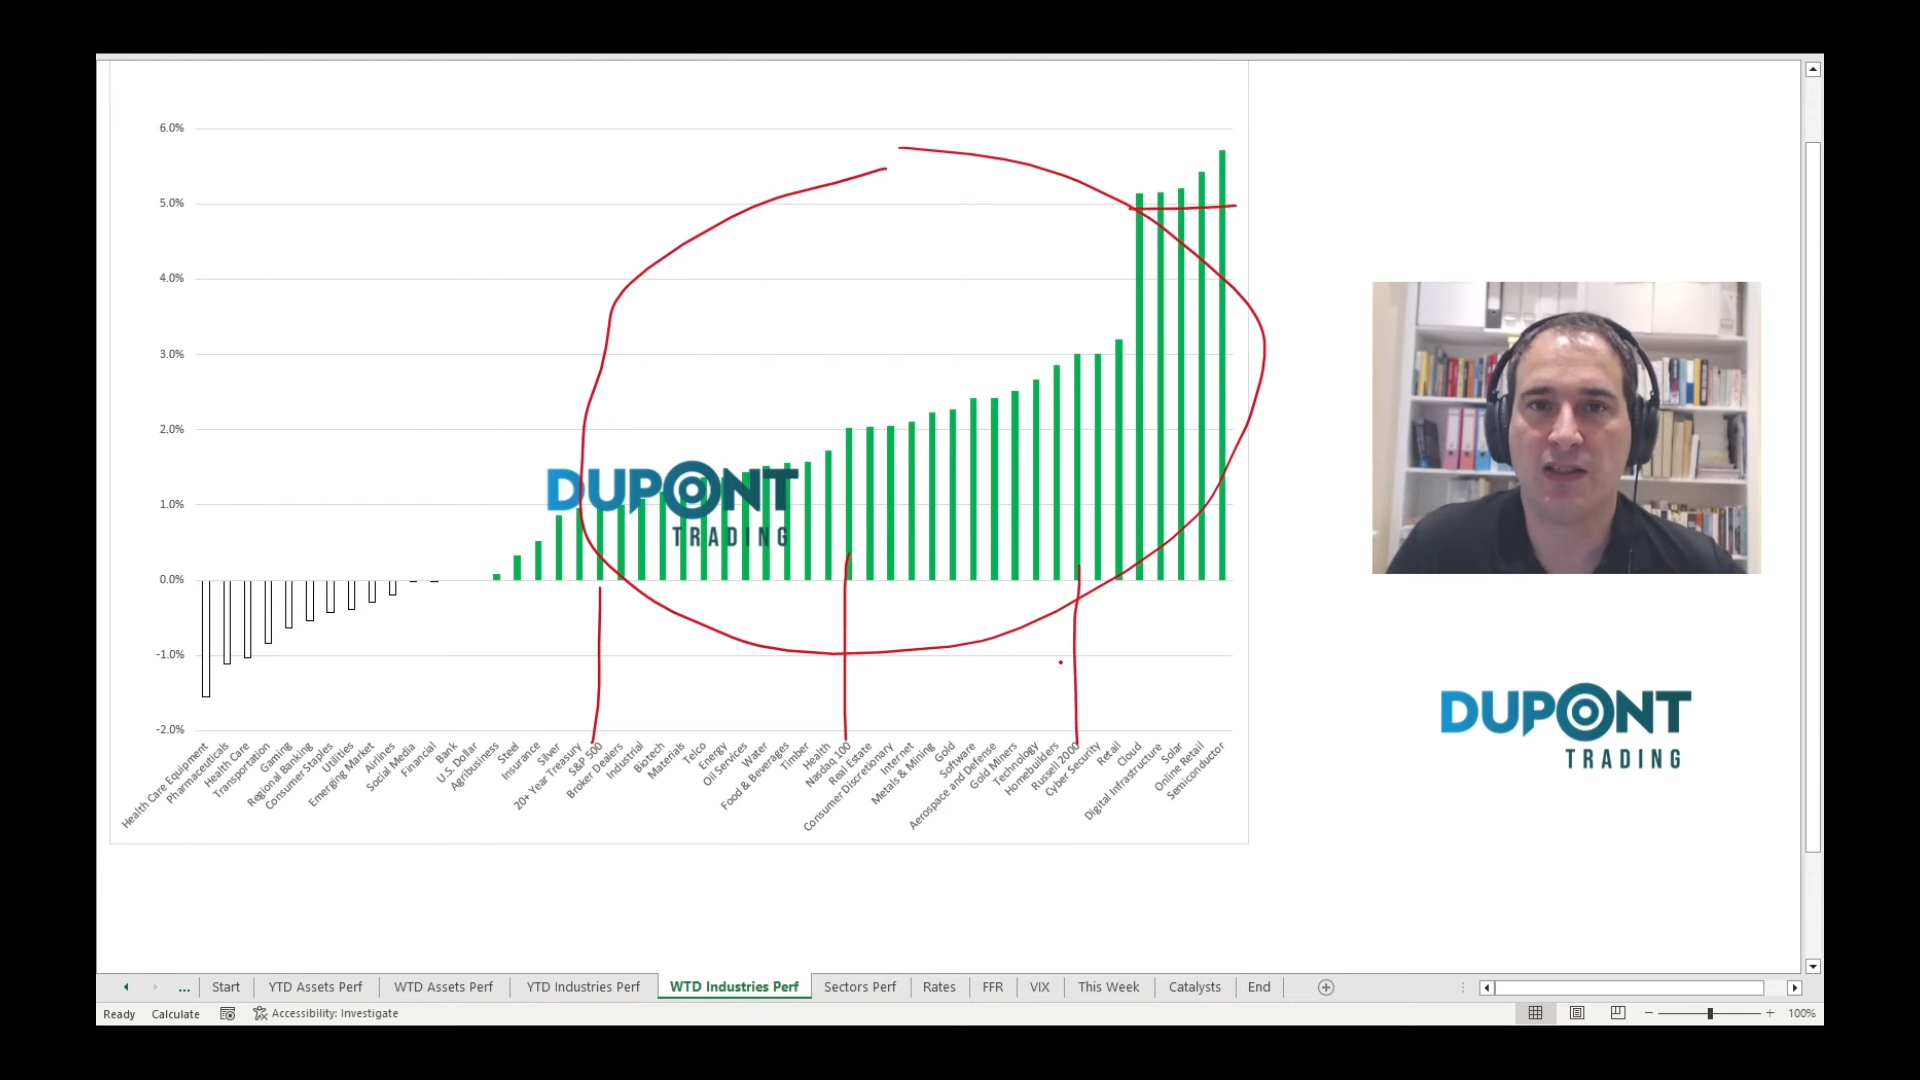 6.0%
5.0%
4.0%
3.0%
2.0%
1.0%
0.0%
-1.0%
-2.0%
DUPONT
TRADING
Health Care Equipment
Pharmaceuticals
Health Care
Transportation
Gaming
Regional Banking
Consumer Staples
Utilities
Emerging Market
Airlines
Social Media
Financial
Bank
U.S. Dollar
Agribusiness
Steel
Insurance
Silver
20+ Year Treasury
S&P 500
Broker Dealers
Industrial
Biotech
Materials
Telco
Energy
Oil Services
Water
Food & Beverages
Timber
Health
Nasdaq 100
Real Estate
Consumer Discretionary
Internet
Metals & Mining
Gold
Software
Aerospace and Defense
Gold Miners
Technology
Homebuilders
Russell 2000
Cyber Security
Retail
Cloud
Digital Infrastructure
Solar
Online Retail
Semiconductor
DUPONT
TRADING
... Start YTD Assets Perf WTD Assets Perf YTD Industries Perf WTD Industries Perf Sectors Perf Rates FFR VIX This Week Catalysts End
Ready Calculate Accessibility: Investigate 100%